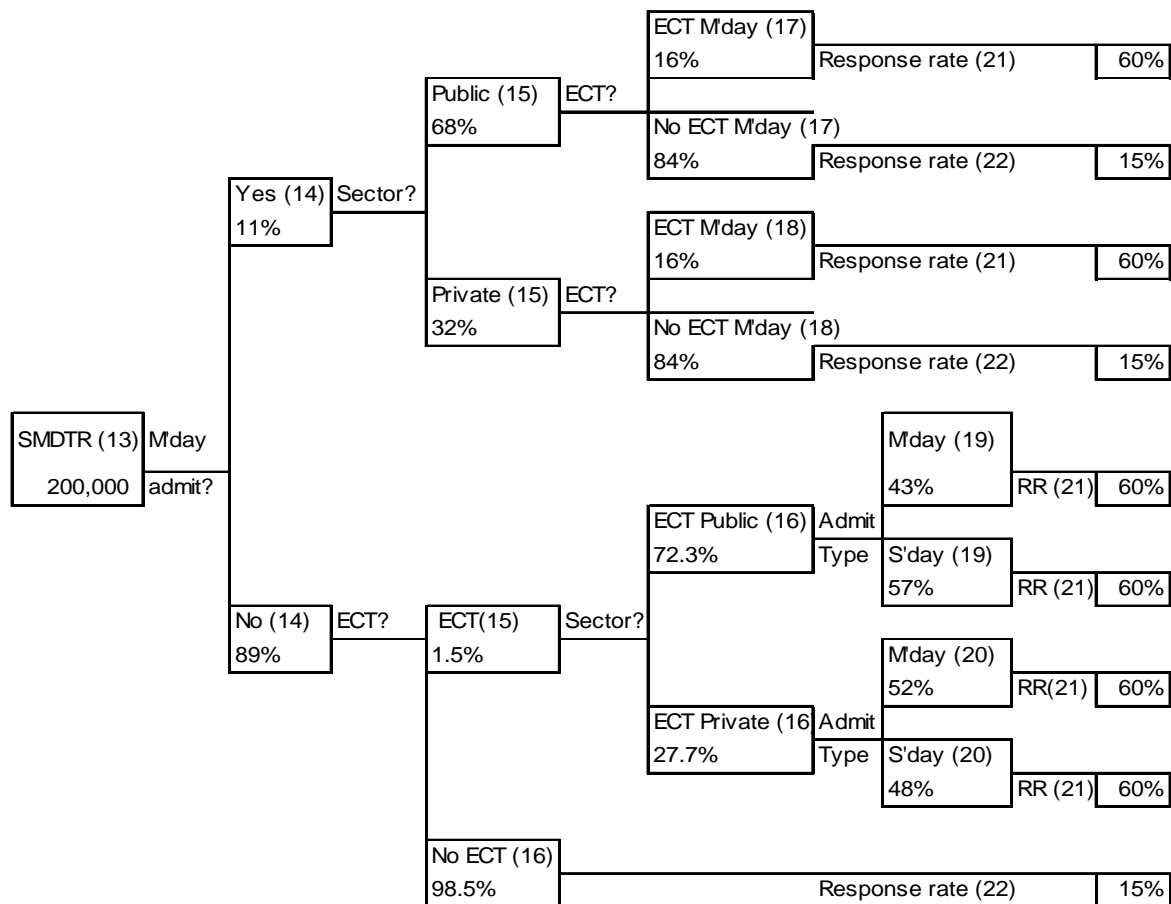 ECT M'day (17)
16%
Response rate (21)
60%
Public (15)
68%
ECT?
No ECT M'day (17)
84%
Response rate (22)
15%
Yes (14)
11%
Sector?
ECT M'day (18)
16%
Response rate (21)
60%
Private (15)
32%
ECT?
No ECT M'day (18)
84%
Response rate (22)
15%
SMDTR (13)
200,000
M'day
admit?
M'day (19)
43%
RR (21)
60%
ECT Public (16)
72.3%
Admit
Type
S'day (19)
57%
RR (21)
60%
No (14)
89%
ECT?
ECT(15)
1.5%
Sector?
M'day (20)
52%
RR(21)
60%
ECT Private (16
27.7%
Admit
Type
S'day (20)
48%
RR (21)
60%
No ECT (16)
98.5%
Response rate (22)
15%